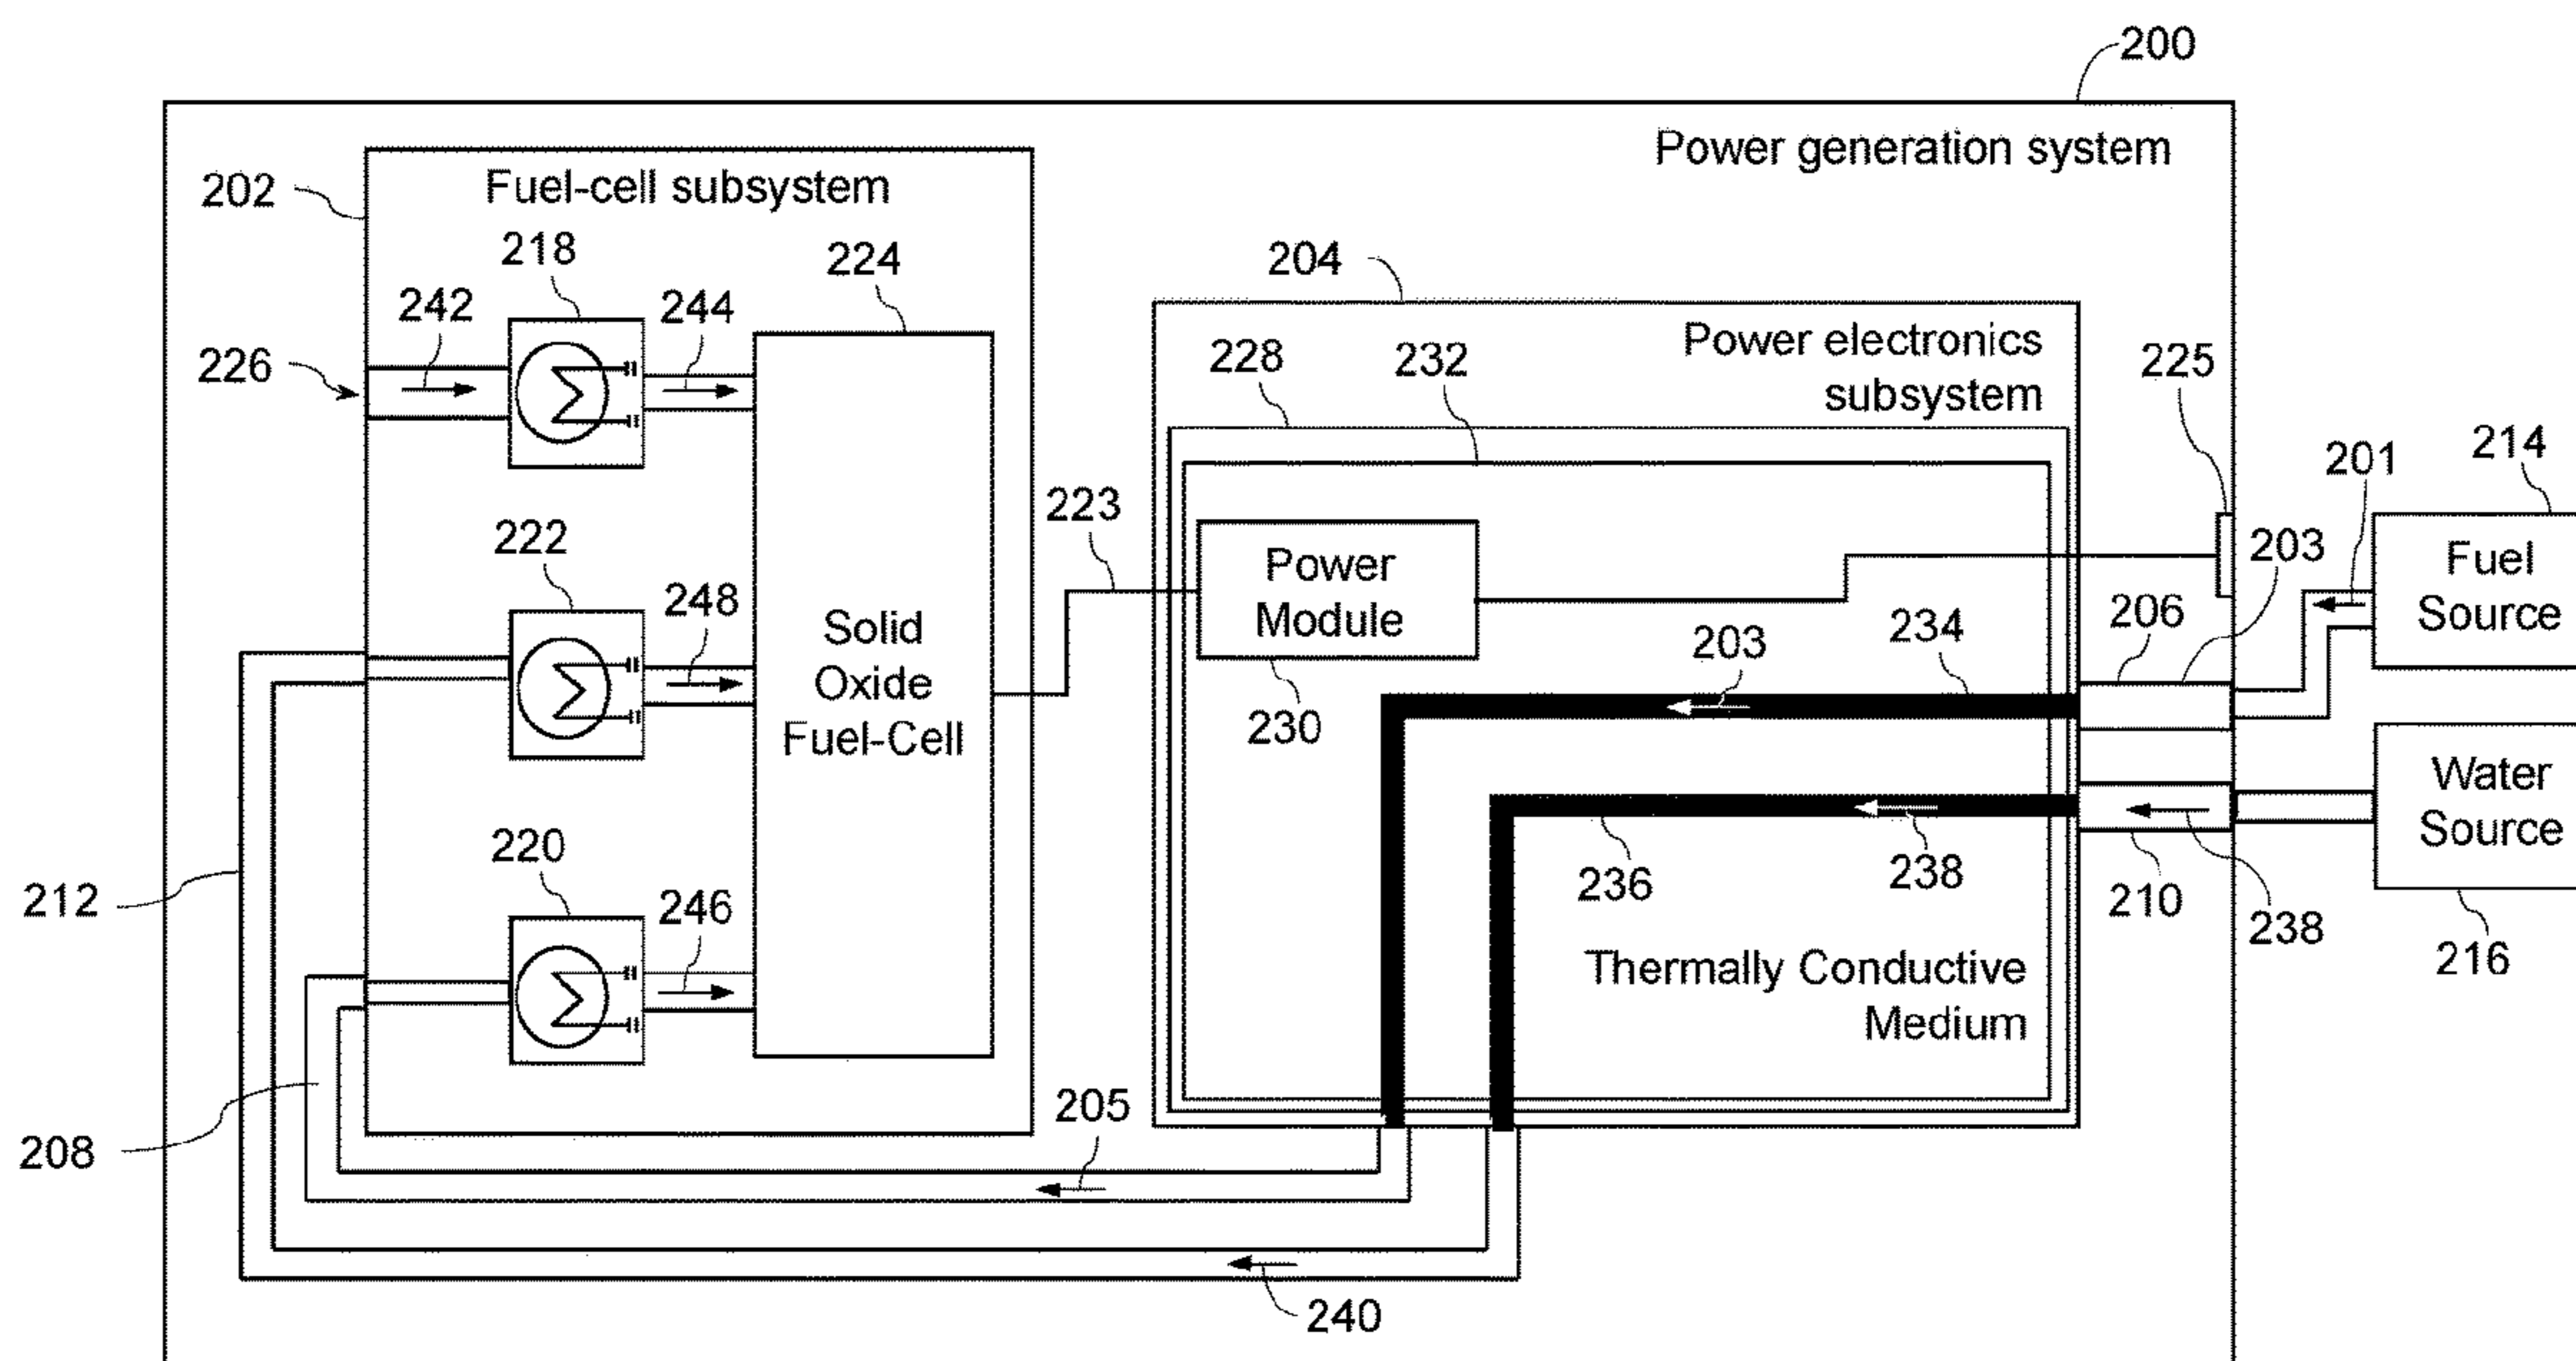 200
Power generation system
202
Fuel-cell subsystem
218
224
204
242
244
226
Power electronics
subsystem
228
232
225
214
201
223
222
203
Fuel
Source
Power
Module
248
206
Solid
Oxide
Fuel-Cell
203
234
230
Water
Source
220
236
238
210
212
246
238
216
Thermally Conductive
Medium
205
208
240